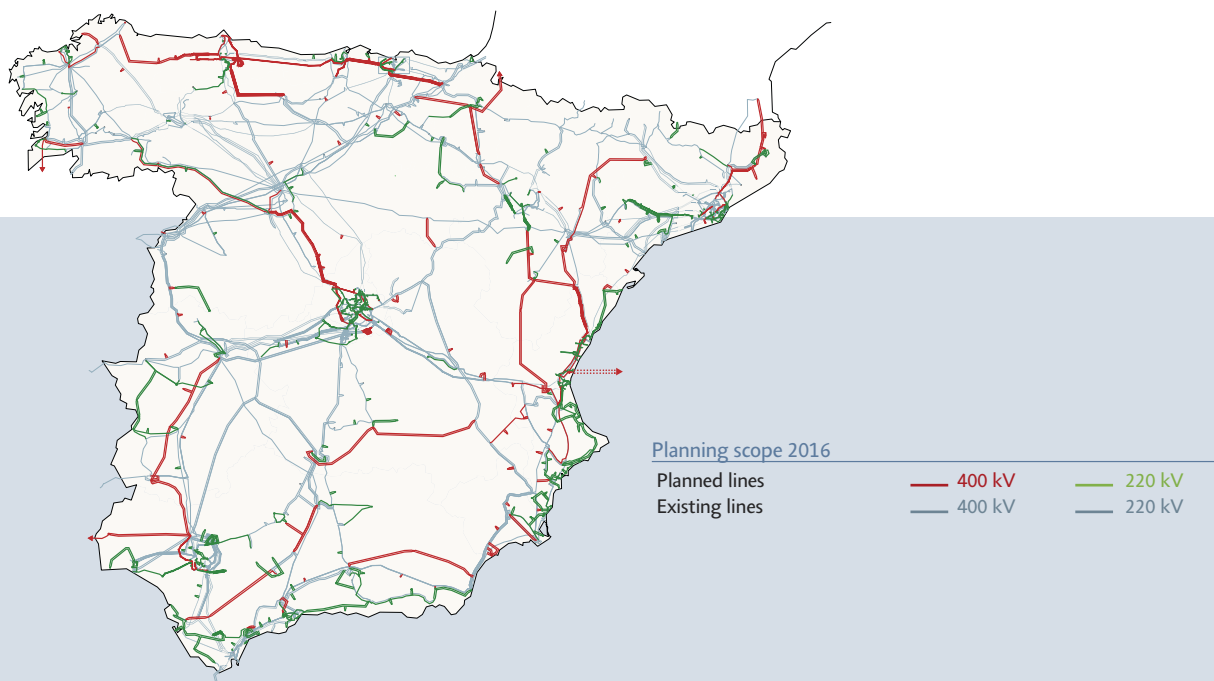 Planning scope 2016
Planned lines 400 kV 220 kV
Existing lines 400 kV 220 kV